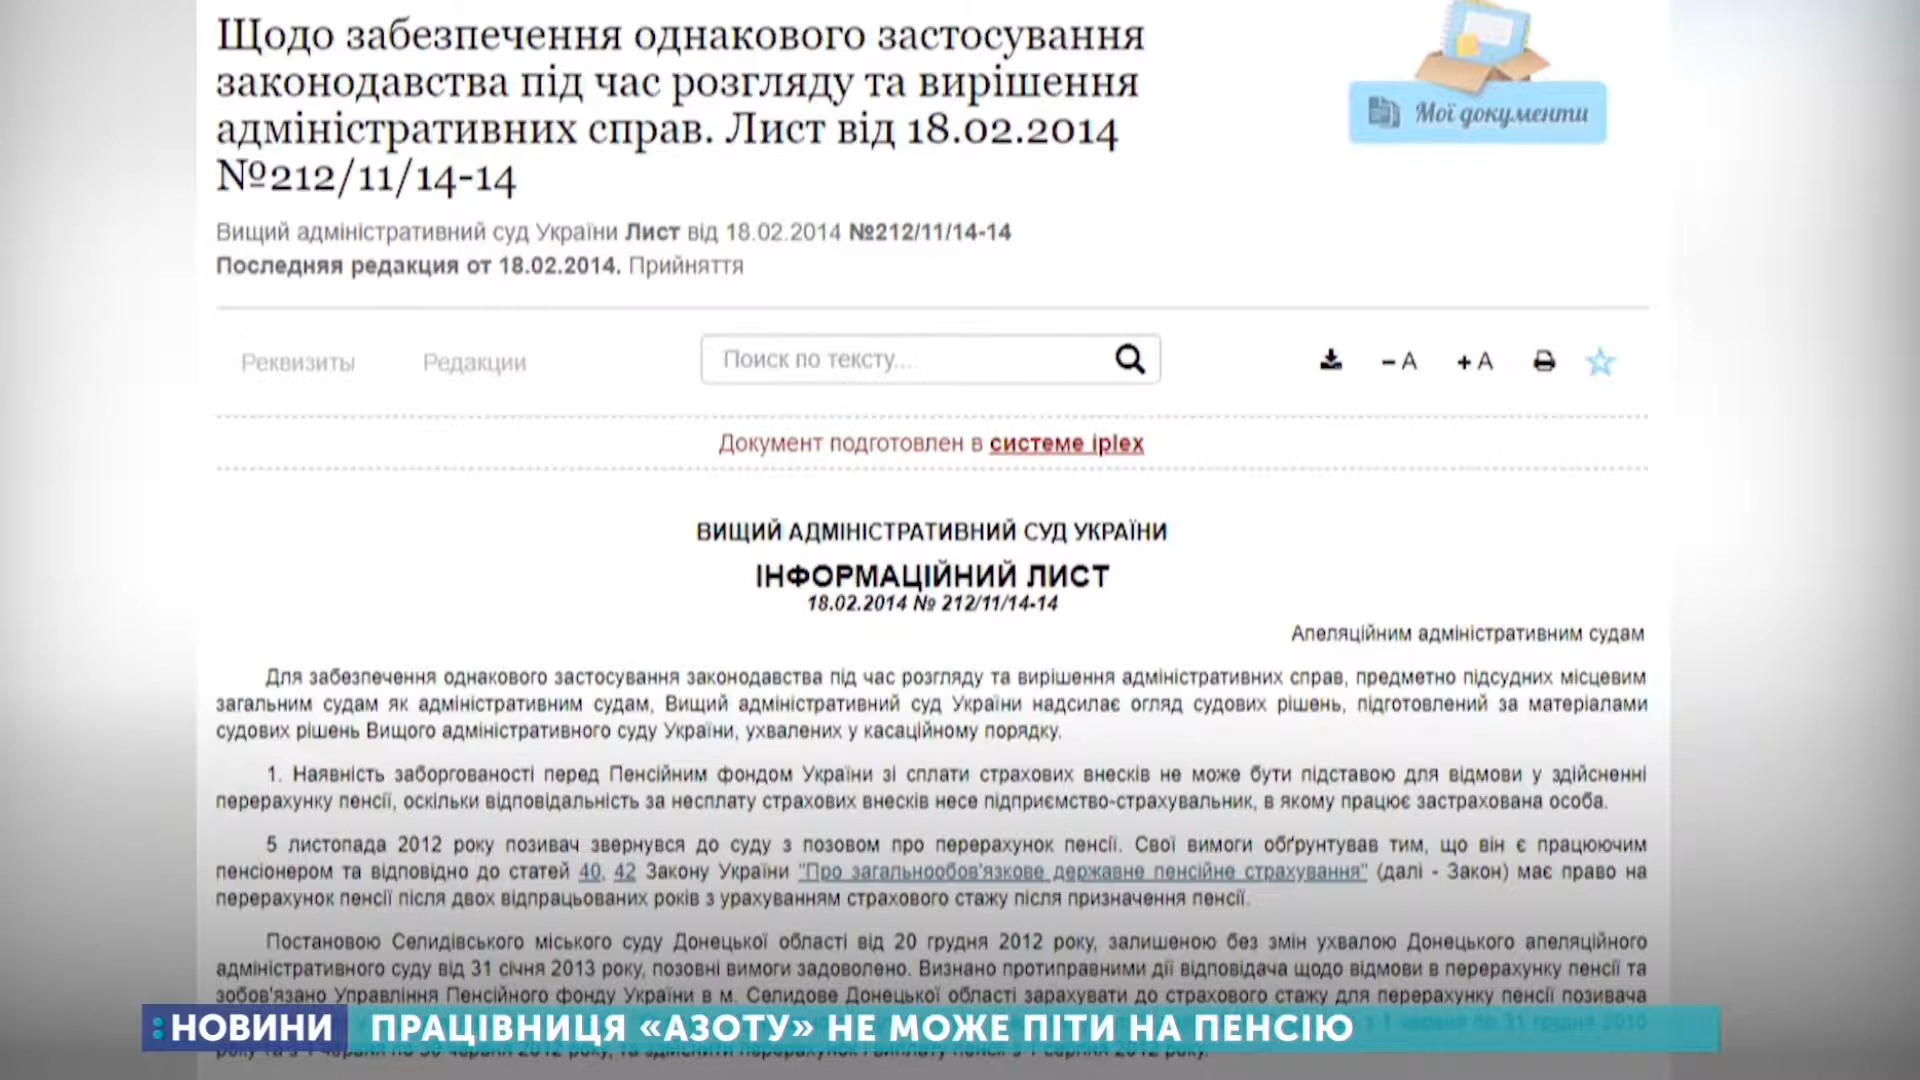 Щодо забезпечення однакового застосування
законодавства під час розгляду та вирішення
адміністративних справ. Лист від 18.02.2014
№212/11/14-14
Мої документи
Вищий адміністративний суд України Лист від 18.02.2014 №212/11/14-14
Последняя редакция от 18.02.2014. Прийняття
Реквизиты Редакции Поиск по тексту.... - A + A
Документ подготовлен в системе iplex
ВИЩИЙ АДМІНІСТРАТИВНИЙ СУД УКРАЇНИ
ІНФОРМАЦІЙНИЙ ЛИСТ
18.02.2014 № 212/11/14-14
Апеляційним адміністративним судам
Для забезпечення однакового застосування законодавства під час розгляду та вирішення адміністративних справ, предметно підсудних місцевим
загальним судам як адміністративним судам, Вищий адміністративний суд України надсилає огляд судових рішень, підготовлений за матеріалами
судових рішень Вищого адміністративного суду України, ухвалених у касаційному порядку.
1. Наявність заборгованості перед Пенсійним фондом України зі сплати страхових внесків не може бути підставою для відмови у здійсненні
перерахунку пенсії, оскільки відповідальність за несплату страхових внесків несе підприємство-страхувальник, в якому працює застрахована особа.
5 листопада 2012 року позивач звернувся до суду з позовом про перерахунок пенсії. Свої вимоги обґрунтував тим, що він є працюючим
пенсіонером та відповідно до статей 40, 42 Закону України "Про загальнообов'язкове державне пенсійне страхування" (далі - Закон) має право на
перерахунок пенсії після двох відпрацьованих років з урахуванням страхового стажу після призначення пенсії.
Постановою Селидівського міського суду Донецької області від 20 грудня 2012 року, залишеною без змін ухвалою Донецького апеляційного
адміністративного суду від 31 січня 2013 року, позовні вимоги задоволено. Визнано протиправними дії відповідача щодо відмови в перерахунку пенсії та
зобов'язано Управління Пенсійного фонду України в м. Селидове Донецької області зарахувати до страхового стажу для перерахунку пенсії позивача
з 1 червня по 31 грудня 2010
НОВИНИ ПРАЦІВНИЦЯ «АЗОТУ» НЕ МОЖЕ ПІТИ НА ПЕНСІЮ